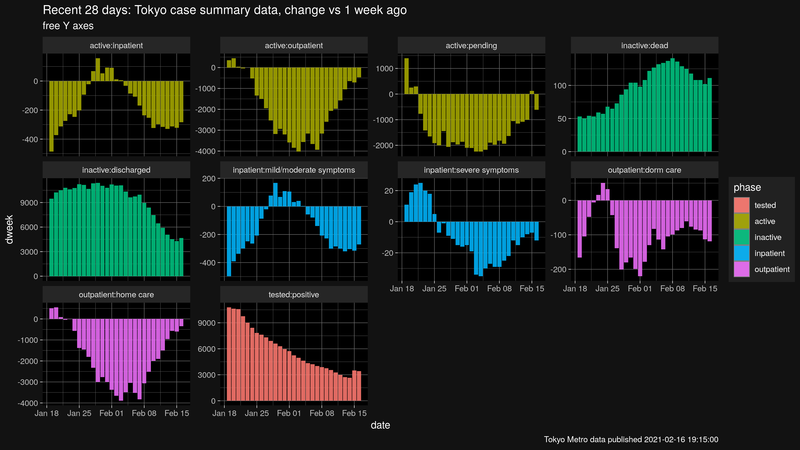 Recent 28 days: Tokyo case summary data, change vs 1 week ago
free Y axes
active:inpatient
active:outpatient
active:pending
inactive:dead
0
-200
-400
0
-1000
-2000
-3000
-4000
1000
0
-1000
-2000
100
50
0
inactive:discharged
inpatient:mild/moderate symptoms
inpatient:severe symptoms
outpatient:dorm care
9000
6000
3000
0
200
0
-200
-400
20
0
-20
0
-100
-200
Jan 18 Jan 25 Feb 01 Feb 08 Feb 15
Jan 18 Jan 25 Feb 01 Feb 08 Feb 15
outpatient:home care
tested:positive
0
-1000
-2000
-3000
-4000
9000
6000
3000
0
Jan 18 Jan 25 Feb 01 Feb 08 Feb 15
Jan 18 Jan 25 Feb 01 Feb 08 Feb 15
dweek
date
phase
tested
active
inactive
inpatient
outpatient
Tokyo Metro data published 2021-02-16 19:15:00